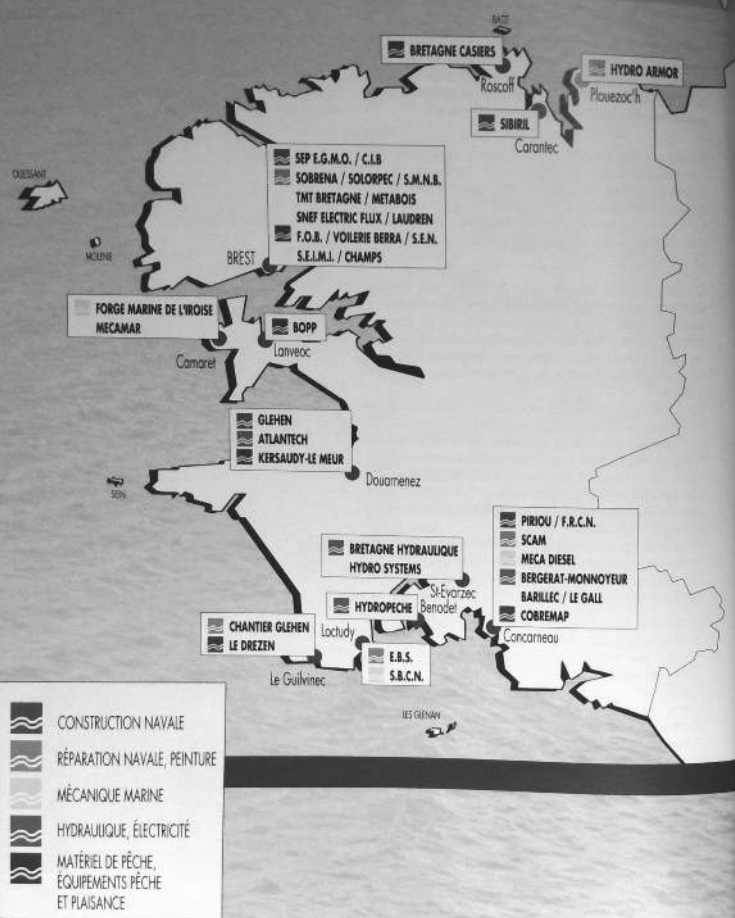 BATZ
BRETAGNE CASIERS
Roscoff
HYDRO ARMOR
Plouezoc'h
SIBIRIL
Carantec
OUESSANT
MOLENE
SEP E.G.M.O. / C.I.B
SOBRENA / SOLORPEC / S.M.N.B.
TMT BRETAGNE / METABOIS
SNEF ELECTRIC FLUX / LAUDREN
F.O.B. / VOILERIE BERRA / S.E.N.
S.E.I.M.I. / CHAMPS
BREST
FORGE MARINE DE L'IROISE
MECAMAR
Camaret
BOPP
Lanveoc
GLEHEN
ATLANTECH
KERSAUDY-LE MEUR
Douarnenez
SEIN
PIRIOU / F.R.C.N.
SCAM
MECA DIESEL
BERGERAT-MONNOYEUR
BARILLEC / LE GALL
COBREMAP
Concarneau
BRETAGNE HYDRAULIQUE
HYDRO SYSTEMS
St-Evarzec
HYDROPECHE
Benodet
CHANTIER GLEHEN
LE DREZEN
Le Guilvinec
Loctudy
E.B.S.
S.B.C.N.
LES GLENAN
CONSTRUCTION NAVALE
RÉPARATION NAVALE, PEINTURE
MÉCANIQUE MARINE
HYDRAULIQUE, ÉLECTRICITÉ
MATÉRIEL DE PÊCHE,
ÉQUIPEMENTS PÊCHE
ET PLAISANCE